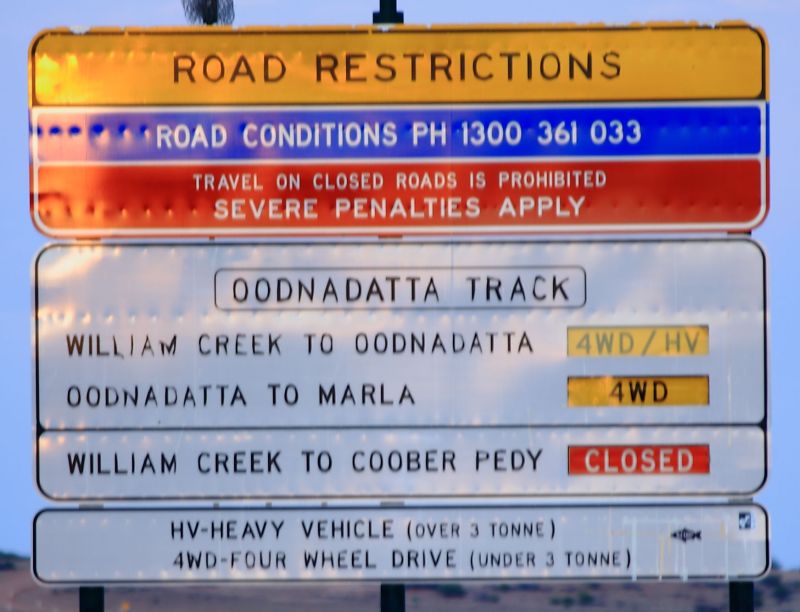 ROAD RESTRICTIONS
ROAD CONDITIONS PH 1300 361 033
TRAVEL ON CLOSED ROADS IS PROHIBITED
SEVERE PENALTIES APPLY
OODNADATTA TRACK
WILLIAM CREEK TO OODNADATTA 4WD/HV
OODNADATTA TO MARLA 4WD
WILLIAM CREEK TO COOBER PEDY CLOSED
HV-HEAVY VEHICLE (OVER 3 TONNE)
4WD-FOUR WHEEL DRIVE (UNDER 3 TONNE)